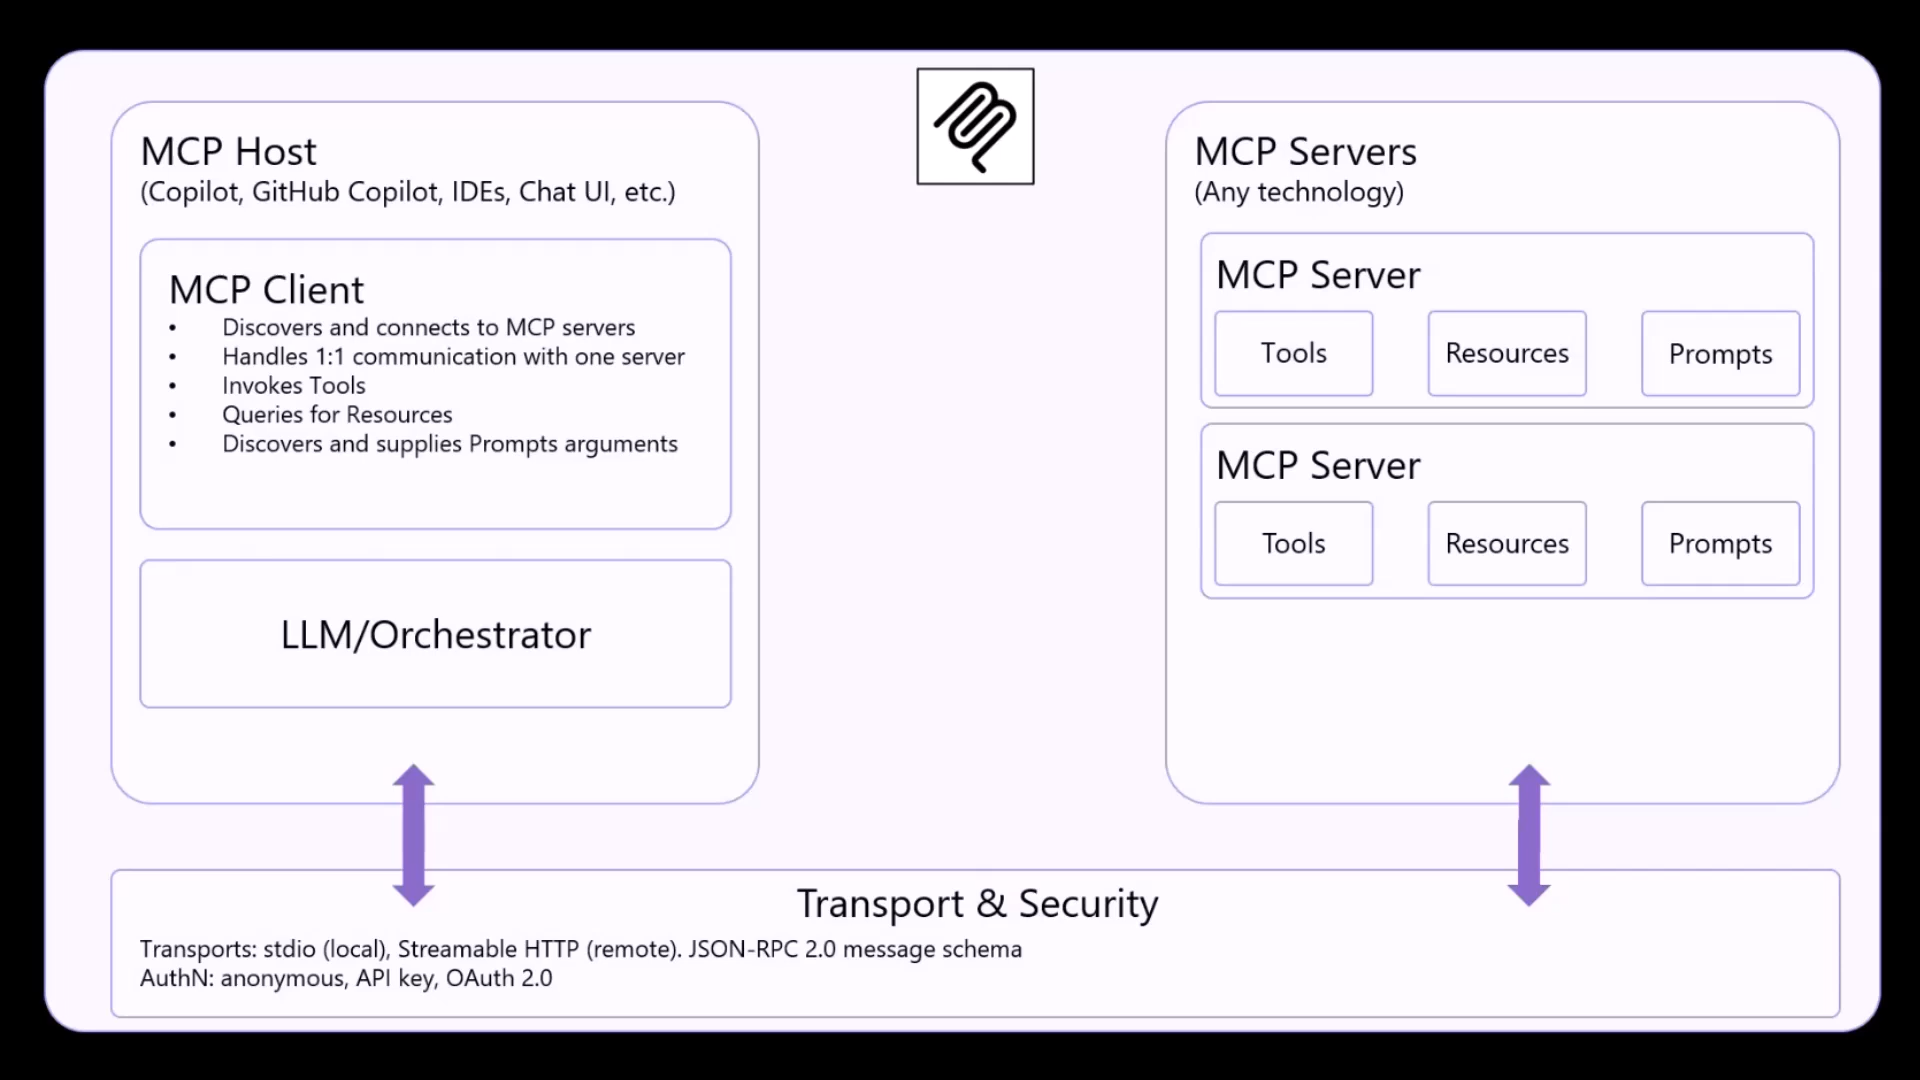 MCP Host
(Copilot, GitHub Copilot, IDEs, Chat UI, etc.)
MCP Client
• Discovers and connects to MCP servers
• Handles 1:1 communication with one server
• Invokes Tools
• Queries for Resources
• Discovers and supplies Prompts arguments
LLM/Orchestrator
MCP Servers
(Any technology)
MCP Server
Tools
Resources
Prompts
MCP Server
Tools
Resources
Prompts
Transport & Security
Transports: stdio (local), Streamable HTTP (remote). JSON-RPC 2.0 message schema
AuthN: anonymous, API key, OAuth 2.0